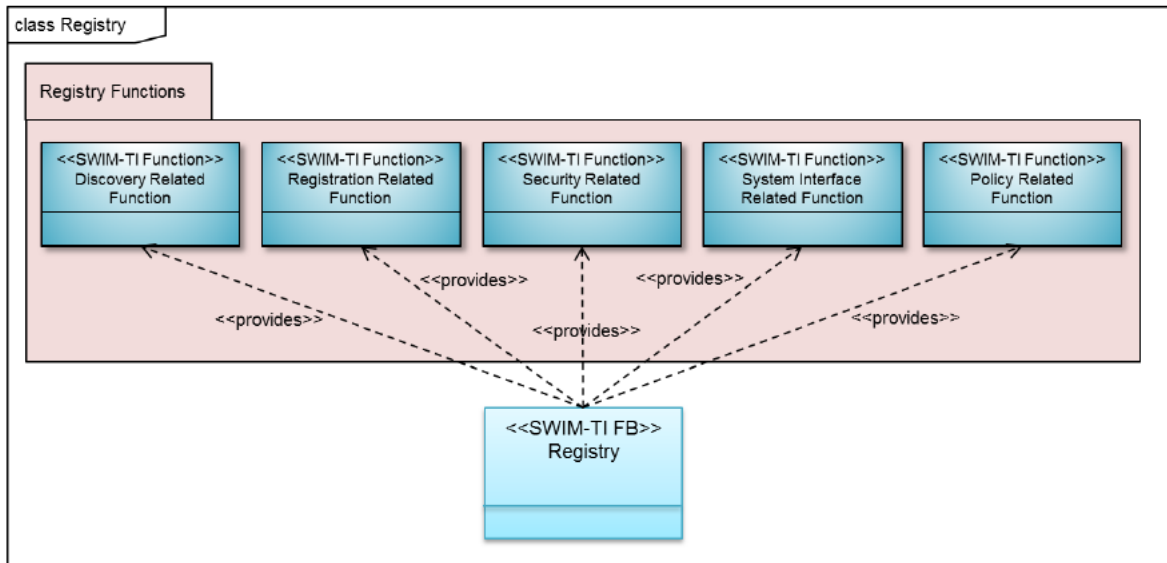 class Registry
Registry Functions
<<SWIM-TI Function>>
Discovery Related
Function
<<SWIM-TI Function>>
Registration Related
Function
<<SWIM-TI Function>>
Security Related
Function
<<SWIM-TI Function>>
System Interface
Related Function
<<SWIM-TI Function>>
Policy Related
Function
<<provides>>
<<provides>>
<<provides>>
<<provides>>
<<provides>>
<<SWIM-TI FB>>
Registry